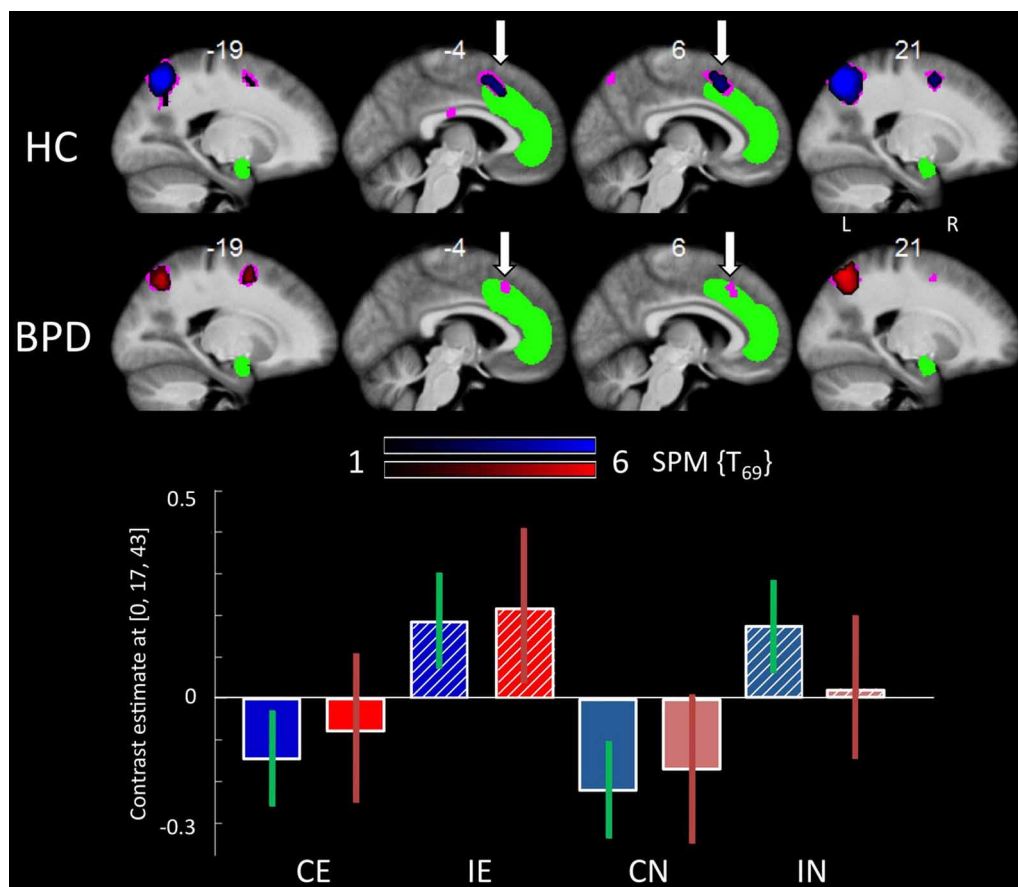 -19 -4 6 21
HC
L R
-19 -4 6 21
BPD
1 6 SPM {T69}
0.5
0
-0.3
Contrast estimate at [0, 17, 43]
CE IE CN IN